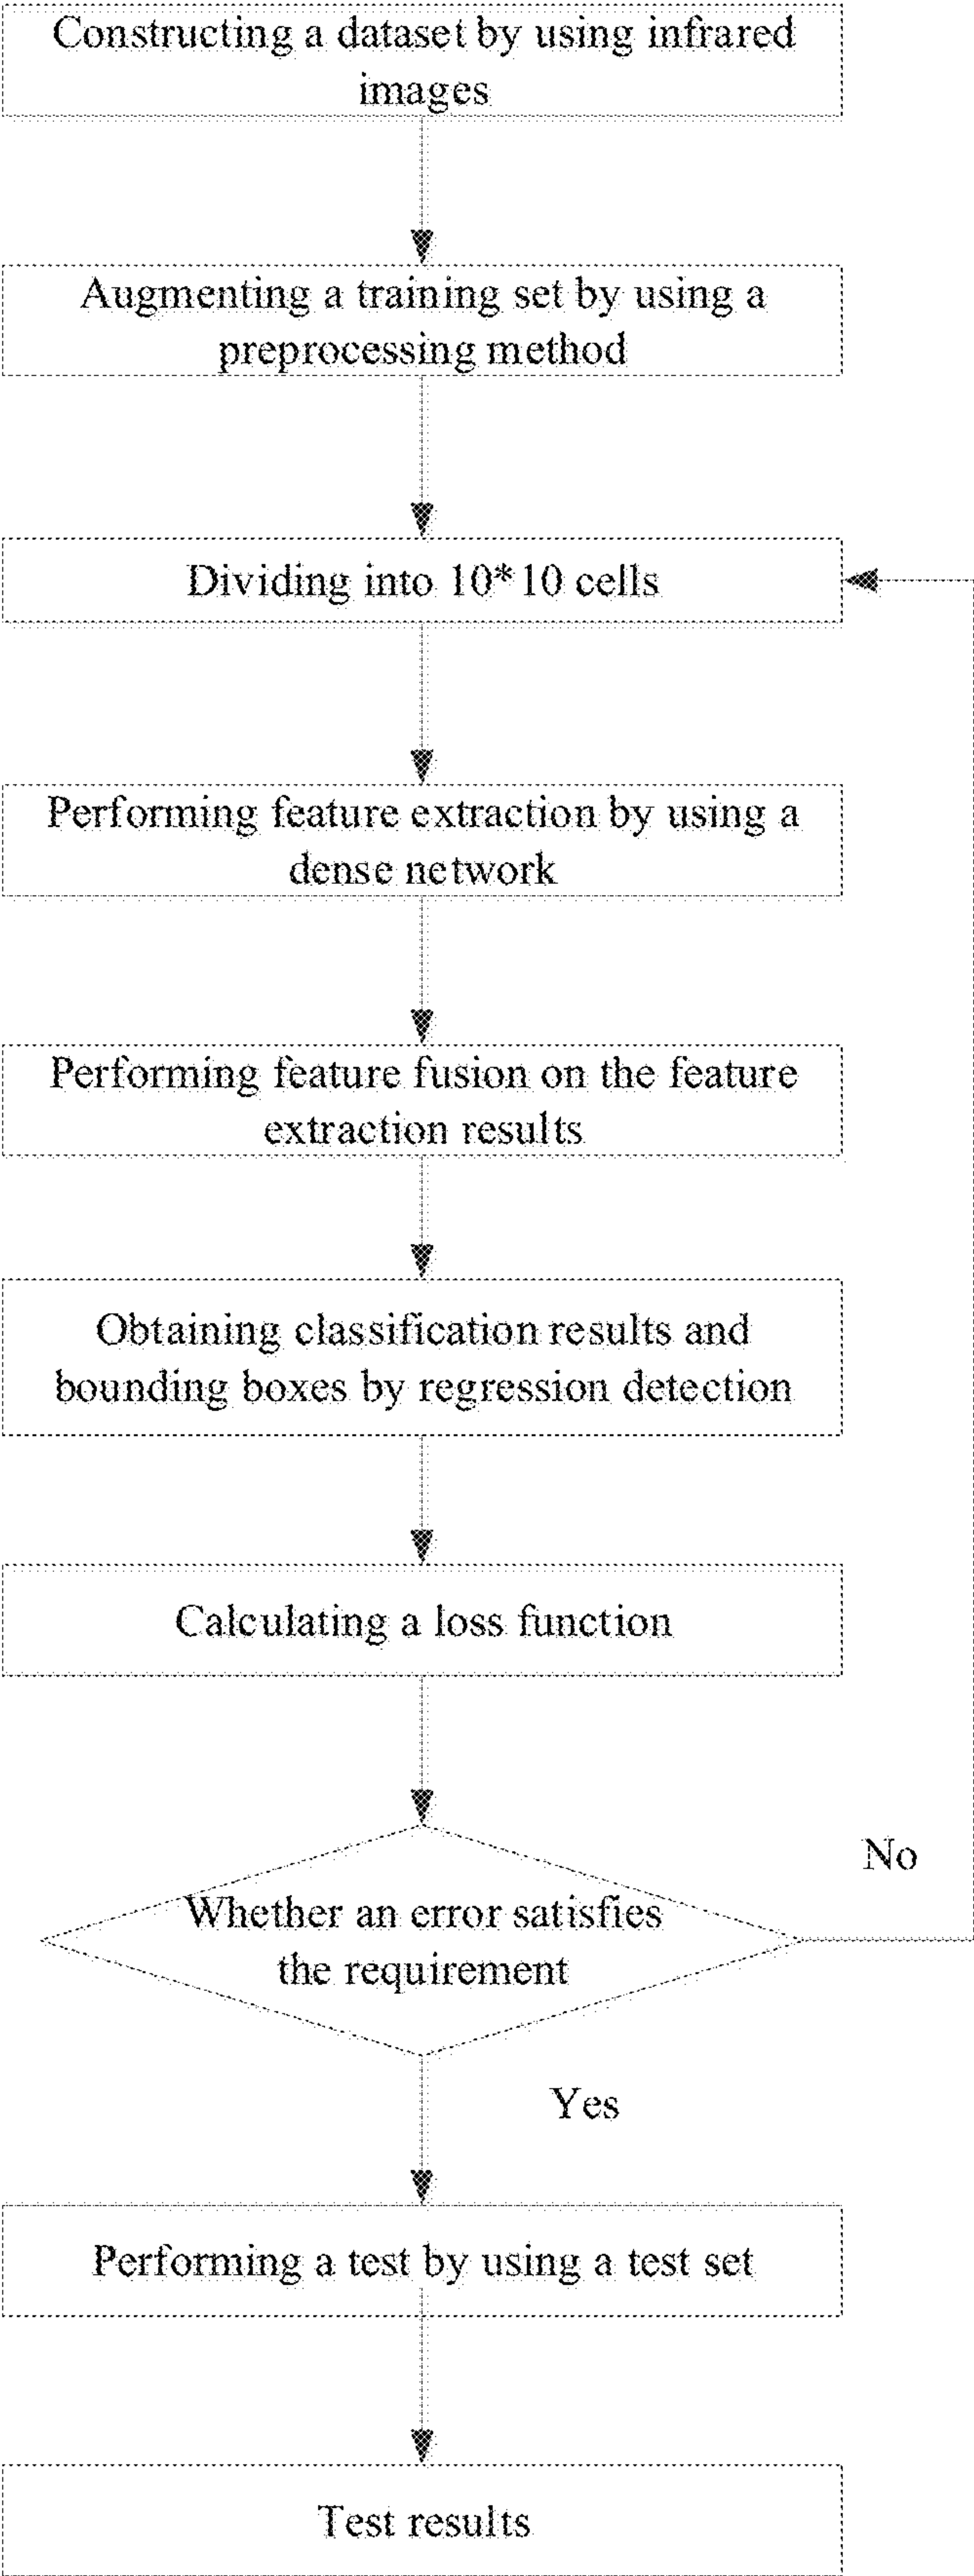 Constructing a dataset by using infrared
images
Augmenting a training set by using a
preprocessing method
Dividing into 10*10 cells
Performing feature extraction by using a
dense network
Performing feature fusion on the feature
extraction results
Obtaining classification results and
bounding boxes by regression detection
Calculating a loss function
No
Whether an error satisfies
the requirement
Yes
Performing a test by using a test set
Test results